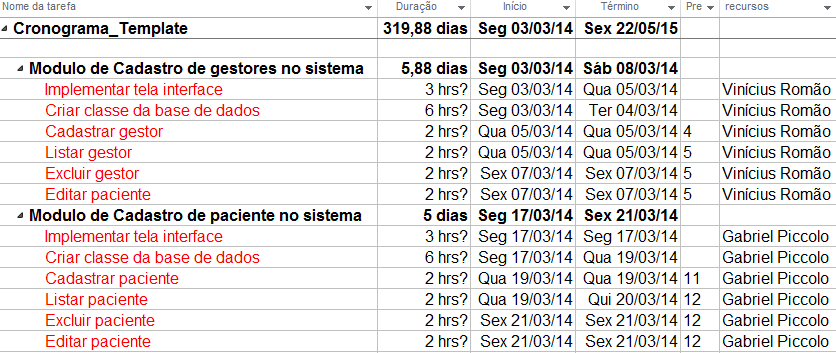 Nome da tarefa Duração Início Término Pre recursos
Cronograma_Template 319,88 dias Seg 03/03/14 Sex 22/05/15
Modulo de Cadastro de gestores no sistema 5,88 dias Seg 03/03/14 Sáb 08/03/14
Implementar tela interface 3 hrs? Seg 03/03/14 Qua 05/03/14 Vinícius Romão
Criar classe da base de dados 6 hrs? Seg 03/03/14 Ter 04/03/14 Vinícius Romão
Cadastrar gestor 2 hrs? Qua 05/03/14 Qua 05/03/14 4 Vinícius Romão
Listar gestor 2 hrs? Qua 05/03/14 Qua 05/03/14 5 Vinícius Romão
Excluir gestor 2 hrs? Sex 07/03/14 Sex 07/03/14 5 Vinícius Romão
Editar paciente 2 hrs? Sex 07/03/14 Sex 07/03/14 5 Vinícius Romão
Modulo de Cadastro de paciente no sistema 5 dias Seg 17/03/14 Sex 21/03/14
Implementar tela interface 3 hrs? Seg 17/03/14 Seg 17/03/14 Gabriel Piccolo
Criar classe da base de dados 6 hrs? Seg 17/03/14 Qua 19/03/14 Gabriel Piccolo
Cadastrar paciente 2 hrs? Qua 19/03/14 Qua 19/03/14 11 Gabriel Piccolo
Listar paciente 2 hrs? Qua 19/03/14 Qui 20/03/14 12 Gabriel Piccolo
Excluir paciente 2 hrs? Sex 21/03/14 Sex 21/03/14 12 Gabriel Piccolo
Editar paciente 2 hrs? Sex 21/03/14 Sex 21/03/14 12 Gabriel Piccolo